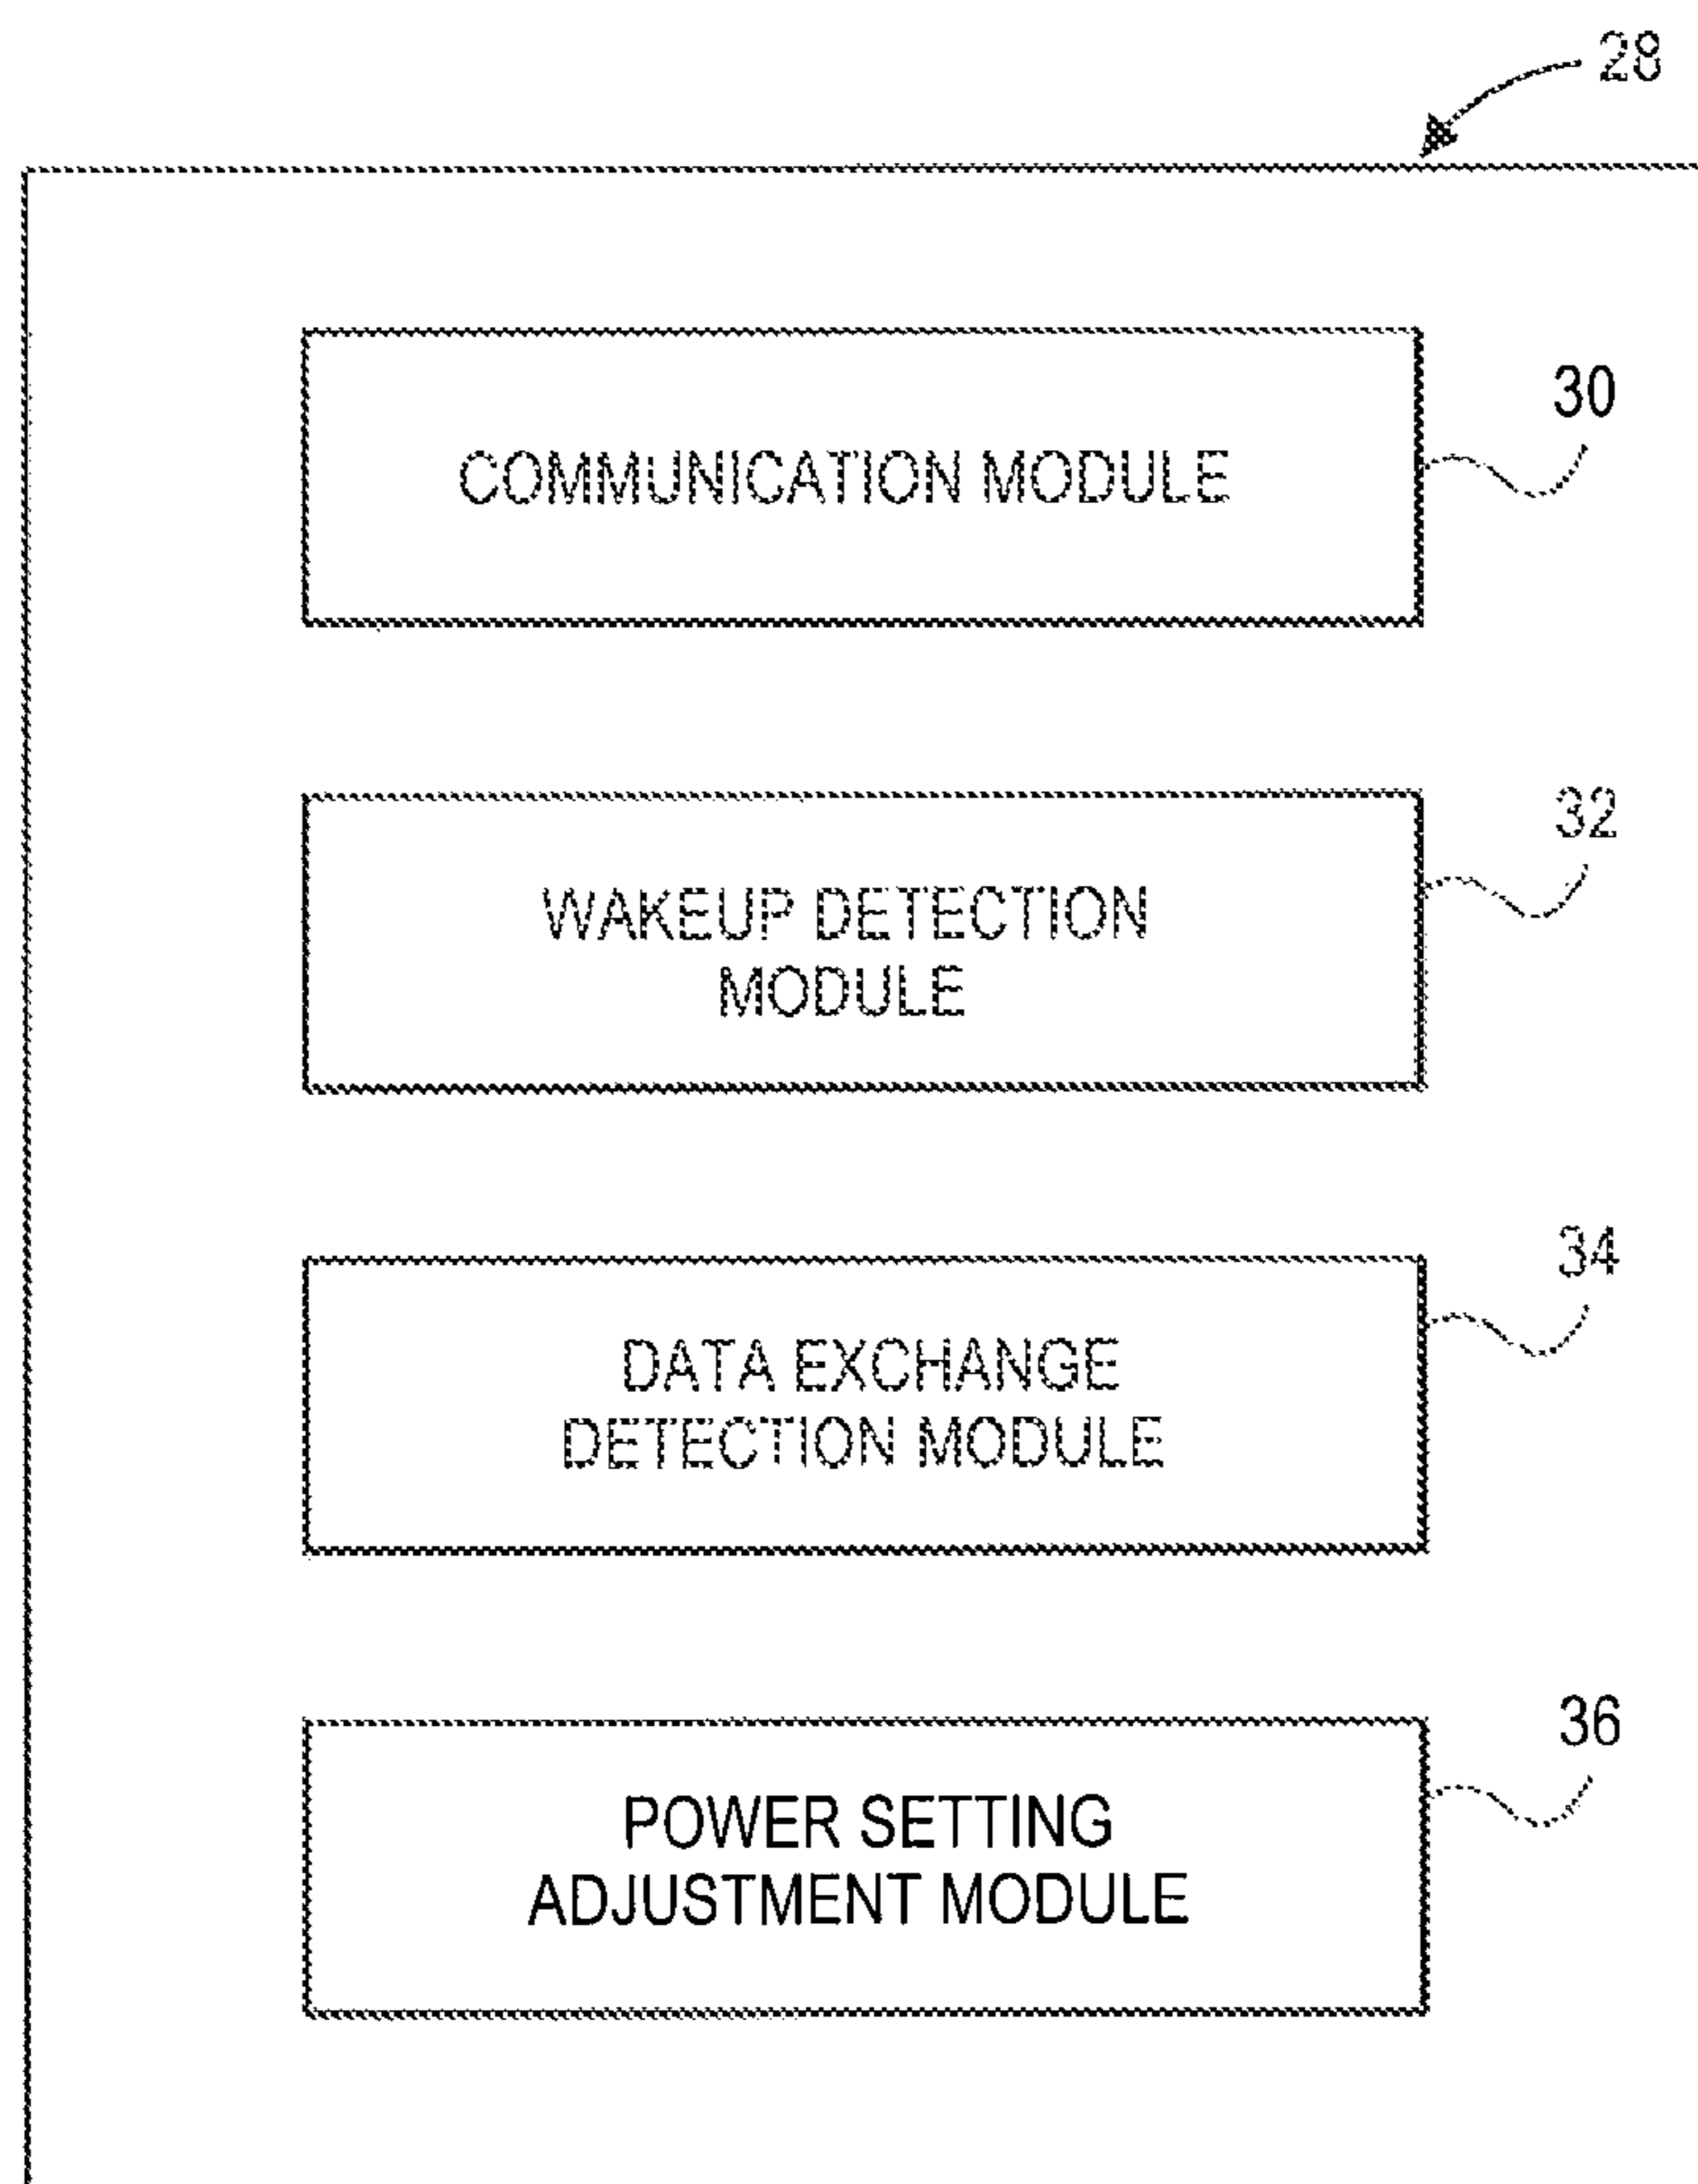 28
30
COMMUNICATION MODULE
32
WAKEUP DETECTION
MODULE
34
DATA EXCHANGE
DETECTION MODULE
36
POWER SETTING
ADJUSTMENT MODULE